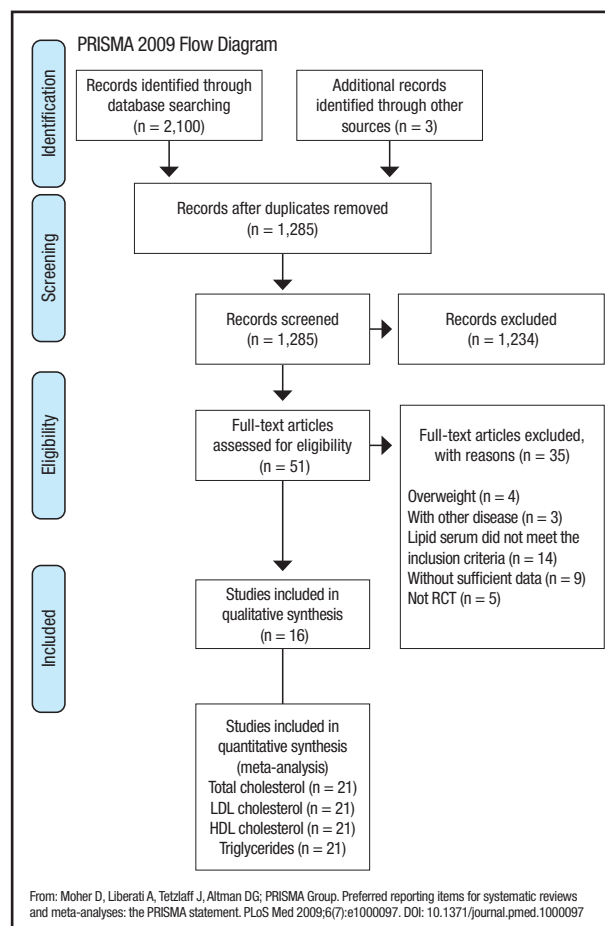 PRISMA 2009 Flow Diagram
Identification
Records identified through
database searching
(n = 2,100)
Additional records
identified through other
sources (n = 3)
Screening
Records after duplicates removed
(n = 1,285)
Records screened
(n = 1,285)
Records excluded
(n = 1,234)
Eligibility
Full-text articles
assessed for eligibility
(n = 51)
Full-text articles excluded,
with reasons (n = 35)
Overweight (n = 4)
With other disease (n = 3)
Lipid serum did not meet the
inclusion criteria (n = 14)
Without sufficient data (n = 9)
Not RCT (n = 5)
Included
Studies included in
qualitative synthesis
(n = 16)
Studies included in
quantitative synthesis
(meta-analysis)
Total cholesterol (n = 21)
LDL cholesterol (n = 21)
HDL cholesterol (n = 21)
Triglycerides (n = 21)
From: Moher D, Liberati A, Tetzlaff J, Altman DG; PRISMA Group. Preferred reporting items for systematic reviews
and meta-analyses: the PRISMA statement. PLoS Med 2009;6(7):e1000097. DOI: 10.1371/journal.pmed.1000097